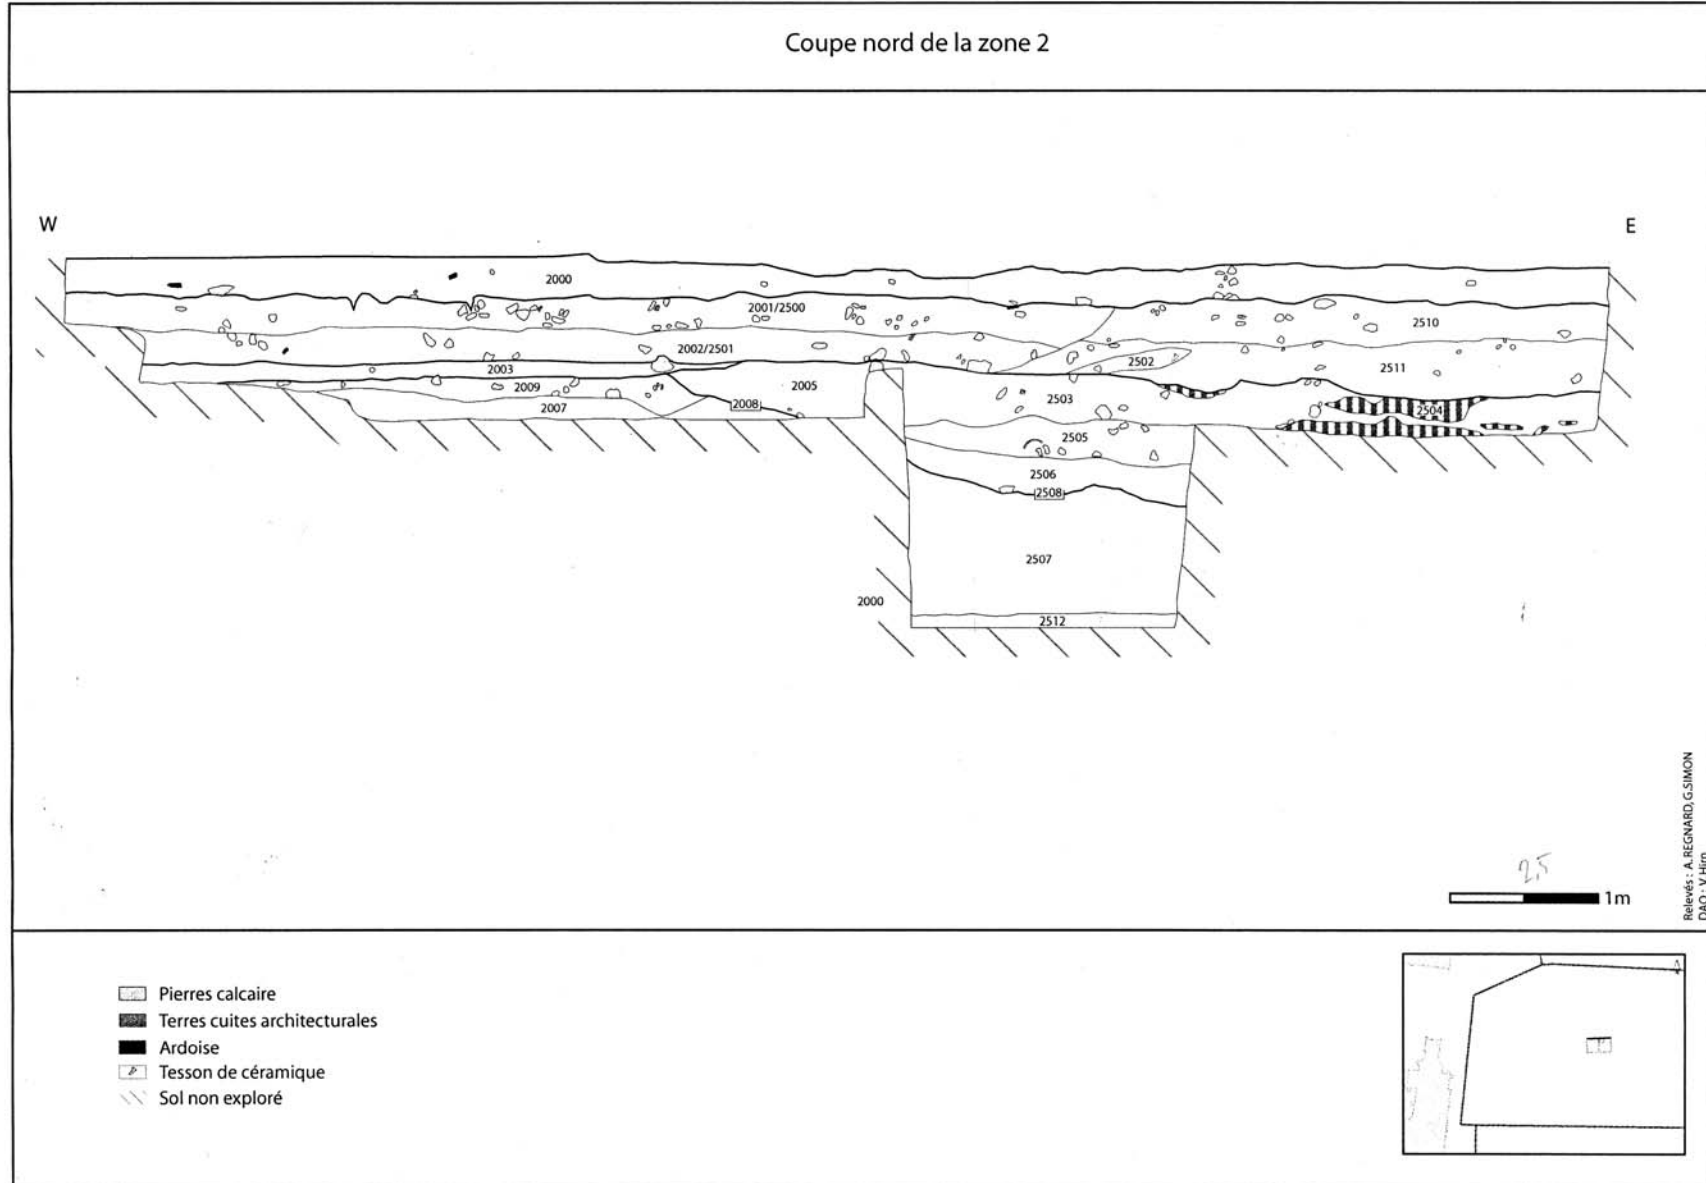 Coupe nord de la zone 2
W
E
2000
2001/2500
2510
2002/2501
2502
2511
2003
2009
2005
2503
2504
2007
2008
2505
2506
2508
2507
2000
2512
2,5
1m
Relevés : A. REGNARD, G.SIMON
DAO : V. Hirn
Pierres calcaire
Terres cuites architecturales
Ardoise
Tesson de céramique
Sol non exploré